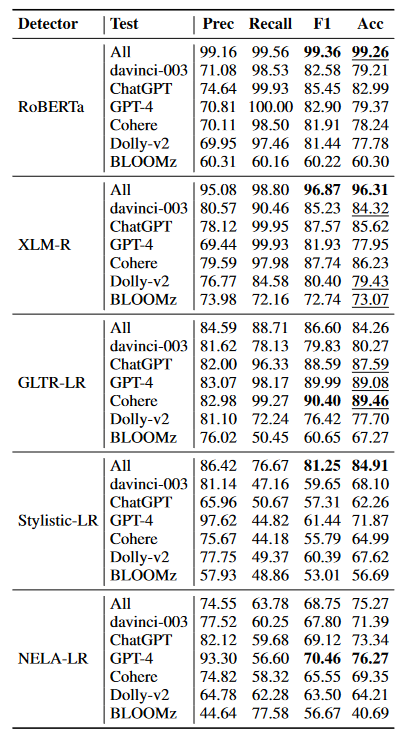 Detector Test Prec Recall F1 Acc
All 99.16 99.56 99.36 99.26
davinci-003 71.08 98.53 82.58 79.21
ChatGPT 74.64 99.93 85.45 82.99
RoBERTa GPT-4 70.81 100.00 82.90 79.37
Cohere 70.11 98.50 81.91 78.24
Dolly-v2 69.95 97.46 81.44 77.78
BLOOMz 60.31 60.16 60.22 60.30
All 95.08 98.80 96.87 96.31
davinci-003 80.57 90.46 85.23 84.32
ChatGPT 78.12 99.95 87.57 85.62
XLM-R GPT-4 69.44 99.93 81.93 77.95
Cohere 79.59 97.98 87.74 86.23
Dolly-v2 76.77 84.58 80.40 79.43
BLOOMz 73.98 72.16 72.74 73.07
All 84.59 88.71 86.60 84.26
davinci-003 81.62 78.13 79.83 80.27
ChatGPT 82.00 96.33 88.59 87.59
GLTR-LR GPT-4 83.07 98.17 89.99 89.08
Cohere 82.98 99.27 90.40 89.46
Dolly-v2 81.10 72.24 76.42 77.70
BLOOMz 76.02 50.45 60.65 67.27
All 86.42 76.67 81.25 84.91
davinci-003 81.14 47.16 59.65 68.10
ChatGPT 65.96 50.67 57.31 62.26
Stylistic-LR GPT-4 97.62 44.82 61.44 71.87
Cohere 75.67 44.18 55.79 64.99
Dolly-v2 77.75 49.37 60.39 67.62
BLOOMz 57.93 48.86 53.01 56.69
All 74.55 63.78 68.75 75.27
davinci-003 77.52 60.25 67.80 71.39
ChatGPT 82.12 59.68 69.12 73.34
NELA-LR GPT-4 93.30 56.60 70.46 76.27
Cohere 74.82 58.32 65.55 69.35
Dolly-v2 64.78 62.28 63.50 64.21
BLOOMz 44.64 77.58 56.67 40.69